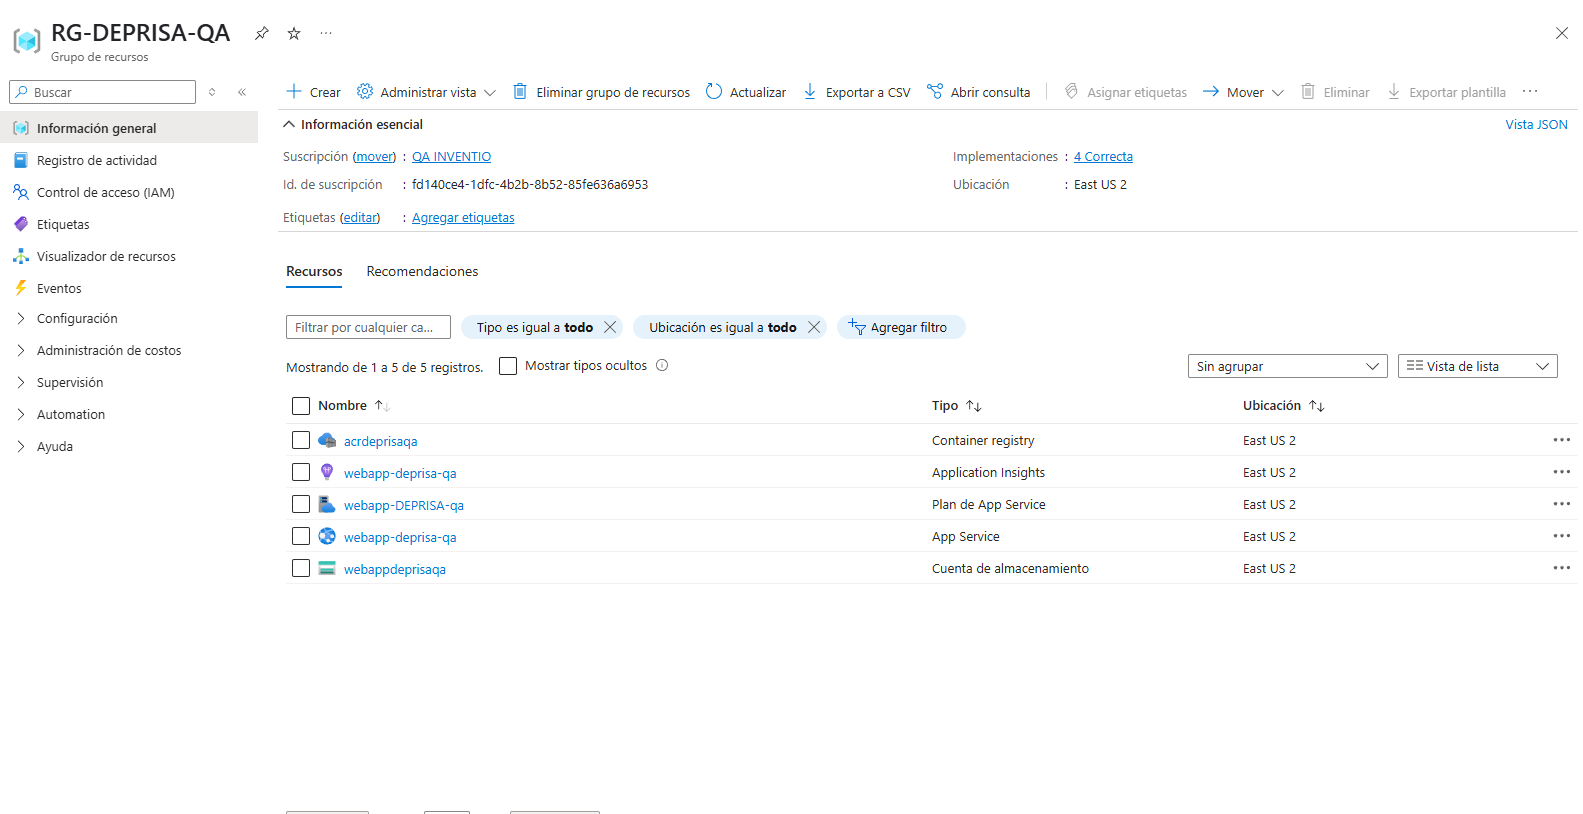 RG-DEPRISA-QA
Grupo de recursos
Buscar
Información general
Registro de actividad
Control de acceso (IAM)
Etiquetas
Visualizador de recursos
Eventos
Configuración
Administración de costos
Supervisión
Automation
Ayuda
Crear Administrar vista Eliminar grupo de recursos Actualizar Exportar a CSV Abrir consulta Asignar etiquetas Mover Eliminar Exportar plantilla
Información esencial Vista JSON
Suscripción (mover) : QA INVENTIO Implementaciones : 4 Correcta
Id. de suscripción : fd140ce4-1dfc-4b2b-8b52-85fe636a6953 Ubicación : East US 2
Etiquetas (editar) : Agregar etiquetas
Recursos Recomendaciones
Filtrar por cualquier ca... Tipo es igual a todo Ubicación es igual a todo Agregar filtro
Mostrando de 1 a 5 de 5 registros. Mostrar tipos ocultos Sin agrupar Vista de lista
Nombre Tipo Ubicación
acrdeprisaqa Container registry East US 2
webapp-deprisa-qa Application Insights East US 2
webapp-DEPRISA-qa Plan de App Service East US 2
webapp-deprisa-qa App Service East US 2
webappdeprisaqa Cuenta de almacenamiento East US 2